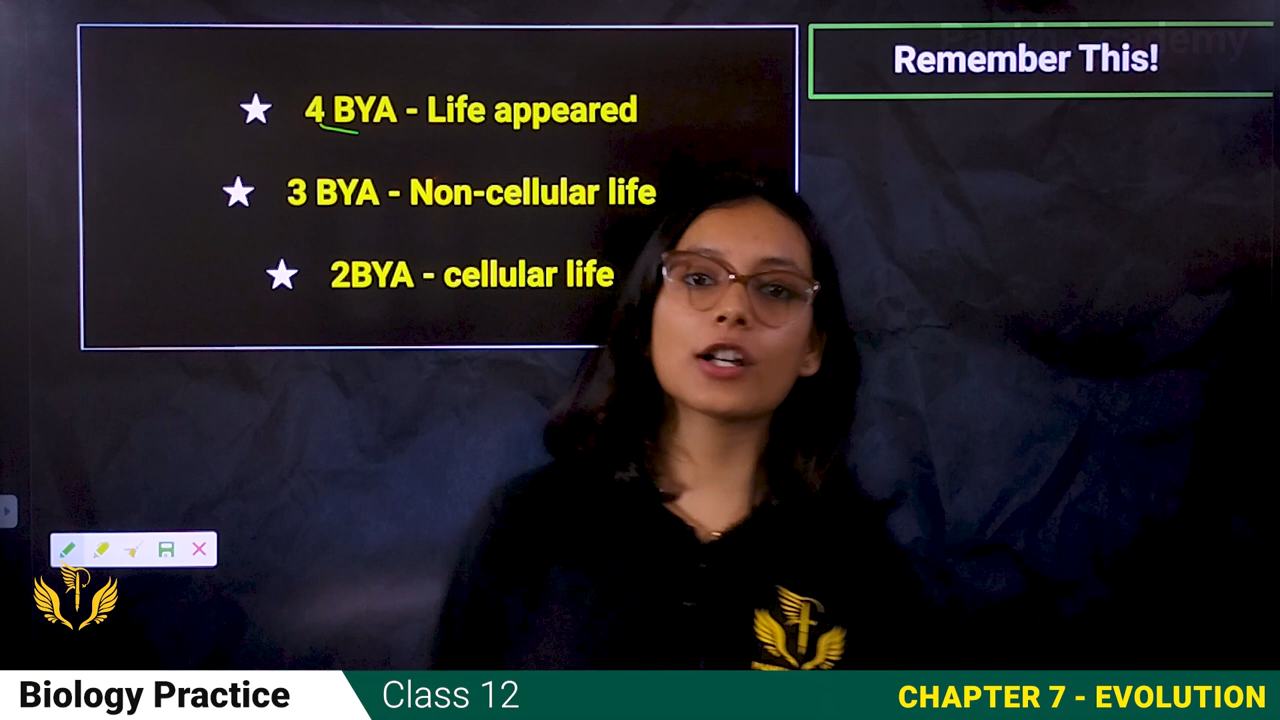 Remember This!
4 BYA - Life appeared
3 BYA - Non-cellular life
2BYA - cellular life
Biology Practice
Class 12
CHAPTER 7 - EVOLUTION